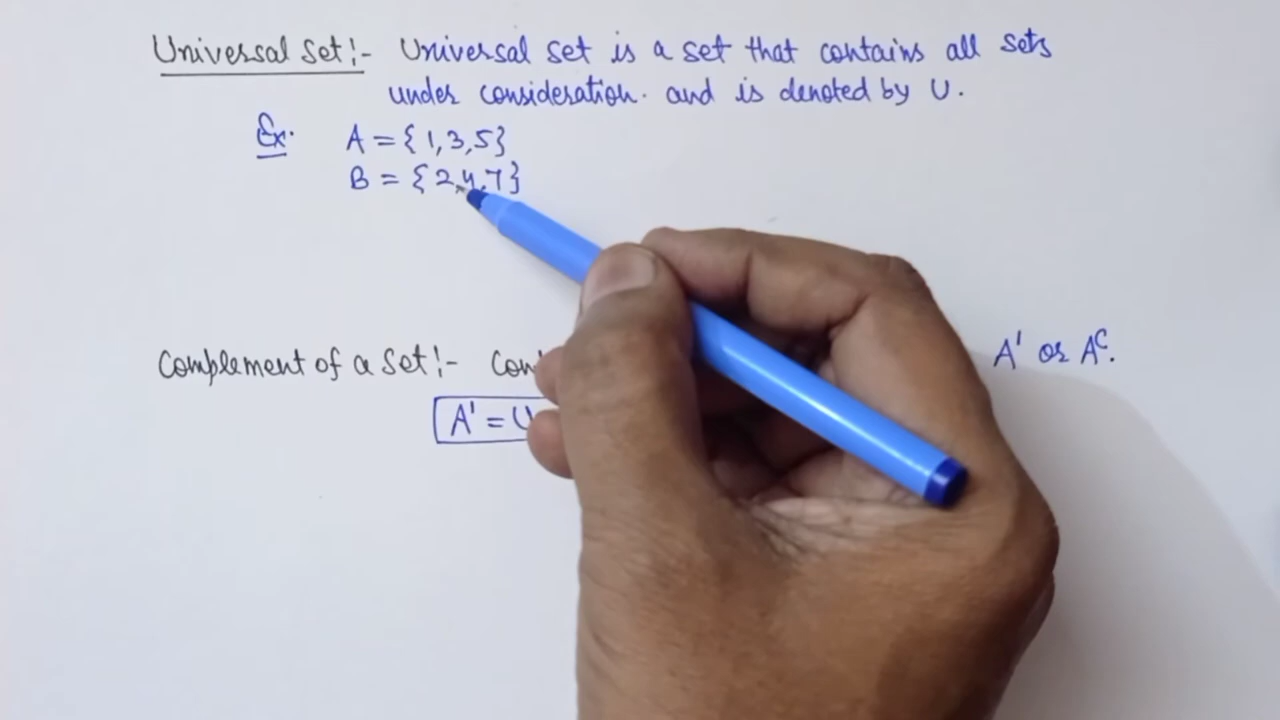 Universal Set:- Universal set is a set that contains all sets
under consideration. and is denoted by U.
Ex. A = {1,3,5}
B = {2,4,7}
Complement of a Set:- A' or Aᶜ.
A' = U